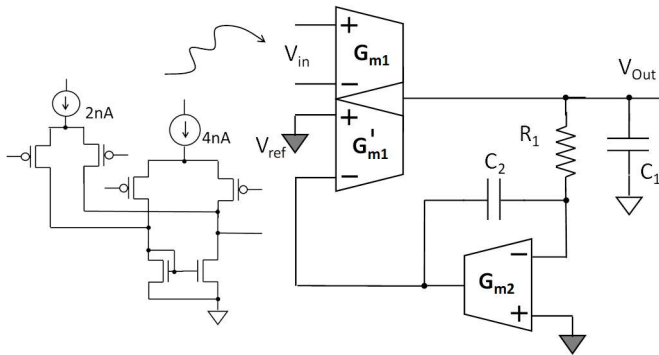 +
G_m1
V_in
−
V_Out
2nA
+
R_1
4nA
V_ref
G'_m1
C_2
C_1
−
−
G_m2
+